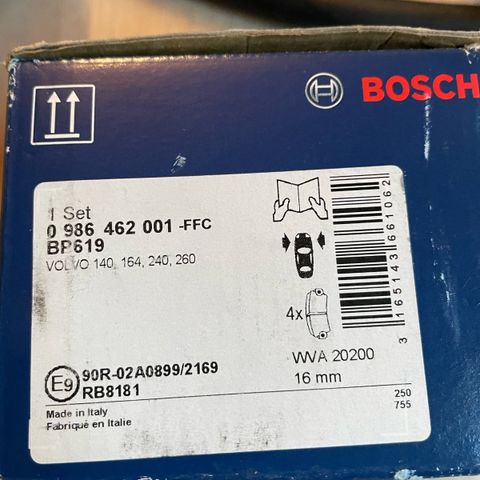 BOSCH
1 Set
0 986 462 001 -FFC
BP619
VOLVO 140, 164, 240, 260
4x
3 165143 661062
E9
90R-02A0899/2169
RB8181
WVA 20200
16 mm
Made in Italy
Fabriqué en Italie
250
755